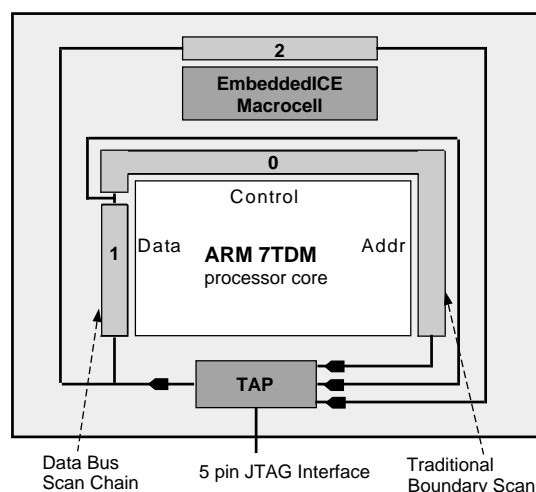 2
EmbeddedICE
Macrocell
0
Control
1
Data
ARM 7TDM
Addr
processor core
TAP
Data Bus
Scan Chain
5 pin JTAG Interface
Traditional
Boundary Scan